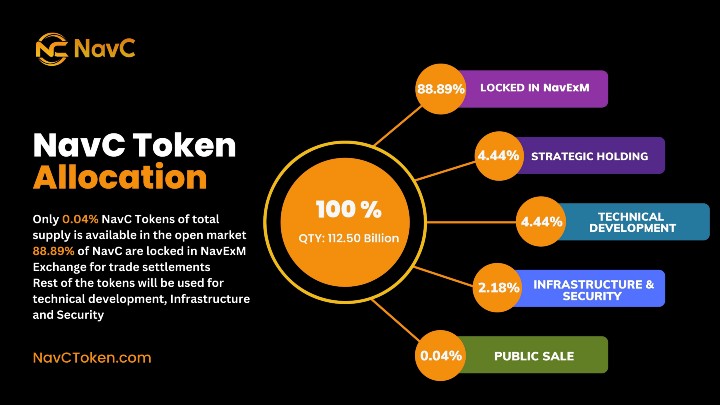 NavC
NavC Token
Allocation
Only 0.04% NavC Tokens of total
supply is available in the open market
88.89% of NavC are locked in NavExM
Exchange for trade settlements
Rest of the tokens will be used for
technical development, Infrastructure
and Security
NavCToken.com
100 %
QTY: 112.50 Billion
88.89%
LOCKED IN NavExM
4.44%
STRATEGIC HOLDING
4.44%
TECHNICAL
DEVELOPMENT
2.18%
INFRASTRUCTURE &
SECURITY
0.04%
PUBLIC SALE